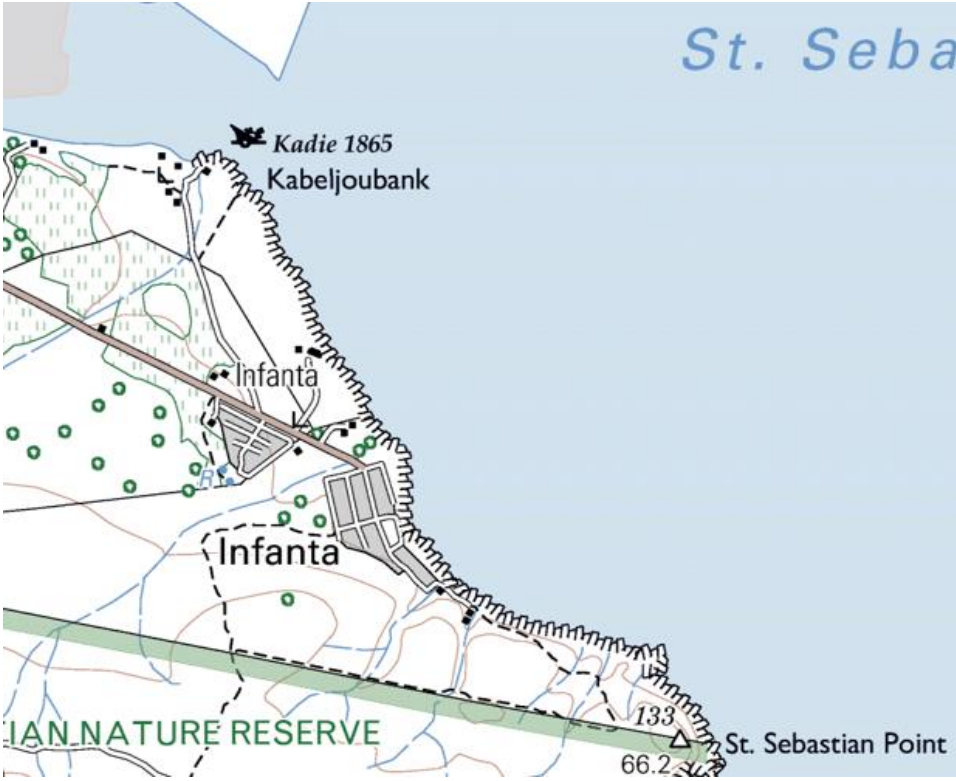 St. Seba
Kadie 1865
Kabeljoubank
Infanta
R
Infanta
133
IAN NATURE RESERVE
St. Sebastian Point
66.2